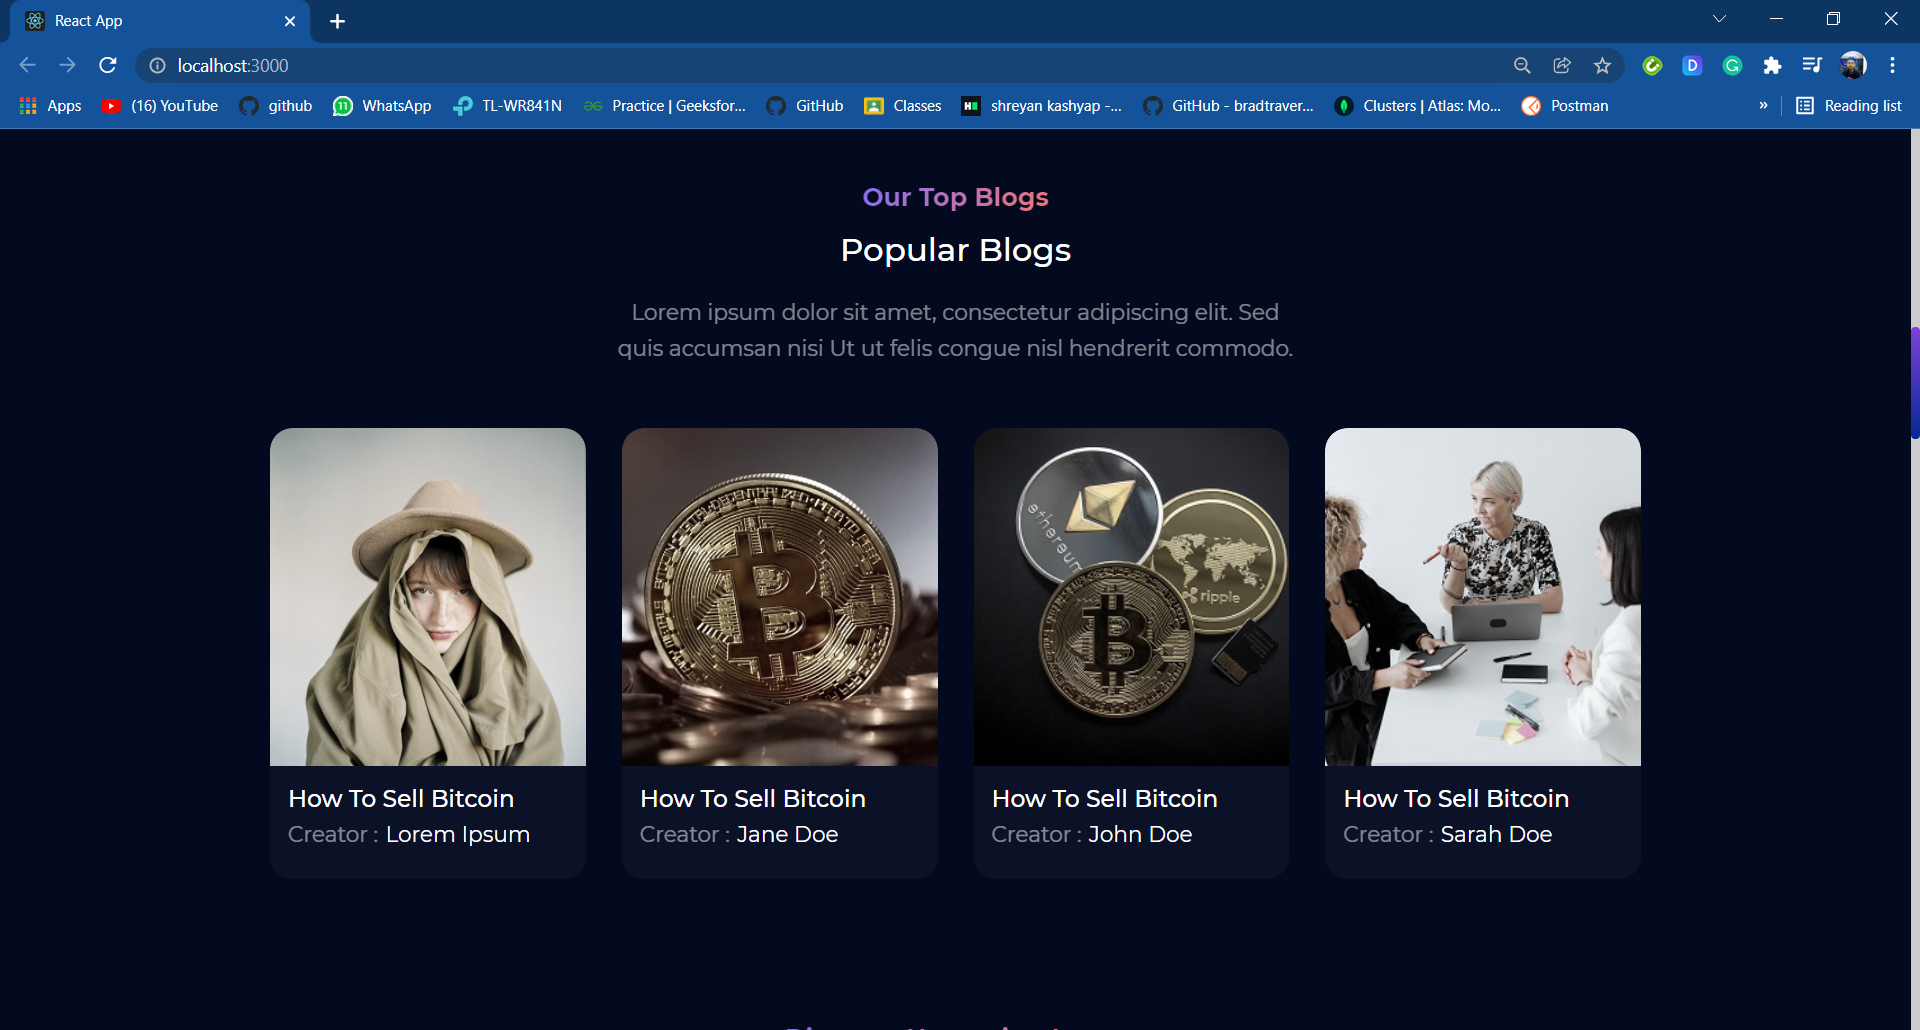 React App
localhost:3000
Apps
(16) YouTube
github
11
WhatsApp
TL-WR841N
Practice | Geeksfor...
GitHub
Classes
shreyan kashyap -...
GitHub - bradtraver...
Clusters | Atlas: Mo...
Postman
»
Reading list
Our Top Blogs
Popular Blogs
Lorem ipsum dolor sit amet, consectetur adipiscing elit. Sed
quis accumsan nisi Ut ut felis congue nisl hendrerit commodo.
ethereum
ripple
How To Sell Bitcoin
Creator : Lorem Ipsum
How To Sell Bitcoin
Creator : Jane Doe
How To Sell Bitcoin
Creator : John Doe
How To Sell Bitcoin
Creator : Sarah Doe